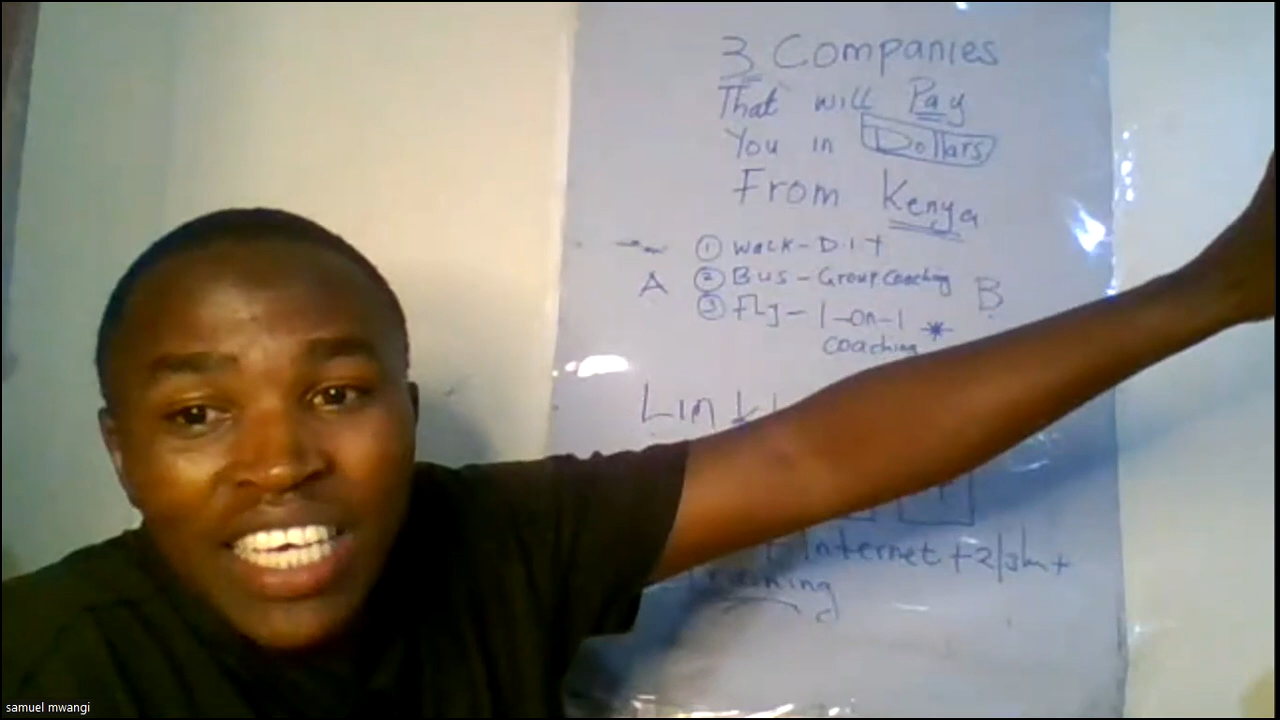 3 Companies
That will Pay
You in Dollars
From Kenya
① Walk - D.I.Y
A ② Bus - Group Coaching B
③ Fly - 1-on-1
Coaching
Internet + 2/3hr +
Training
samuel mwangi